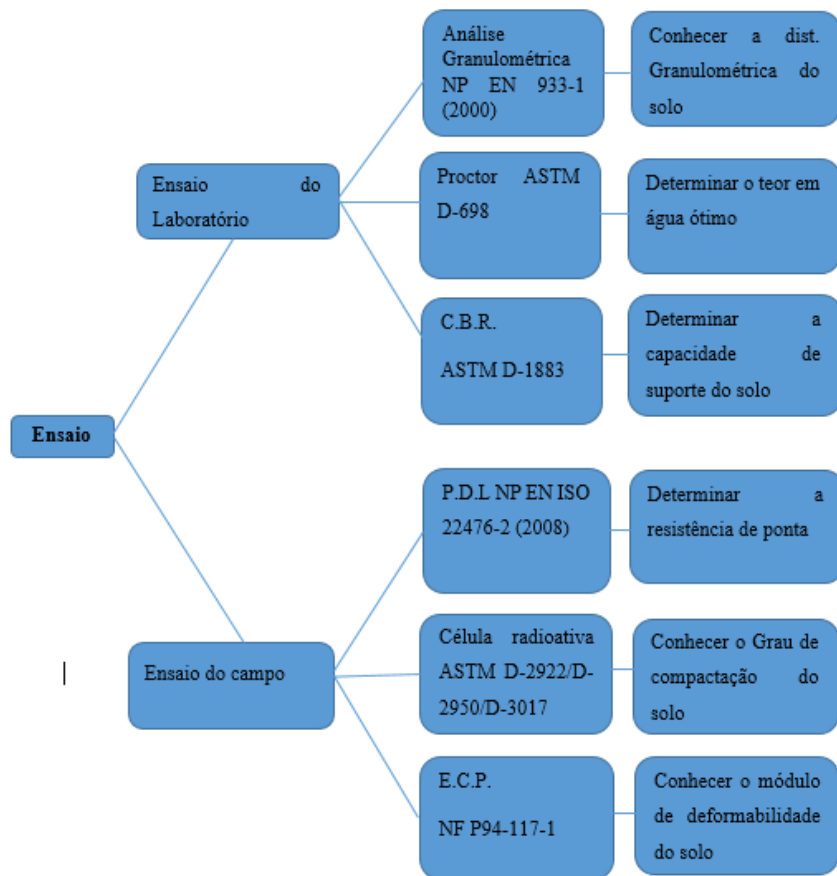 Análise
Granulométrica
NP EN 933-1
(2000)
Conhecer a dist.
Granulométrica do
solo
Ensaio do
Laboratório
Proctor ASTM
D-698
Determinar o teor em
água ótimo
C.B.R.
ASTM D-1883
Determinar a
capacidade de
suporte do solo
Ensaio
P.D.L NP EN ISO
22476-2 (2008)
Determinar a
resistência de ponta
Ensaio do campo
Célula radioativa
ASTM D-2922/D-
2950/D-3017
Conhecer o Grau de
compactação do
solo
E.C.P.
NF P94-117-1
Conhecer o módulo
de deformabilidade
do solo